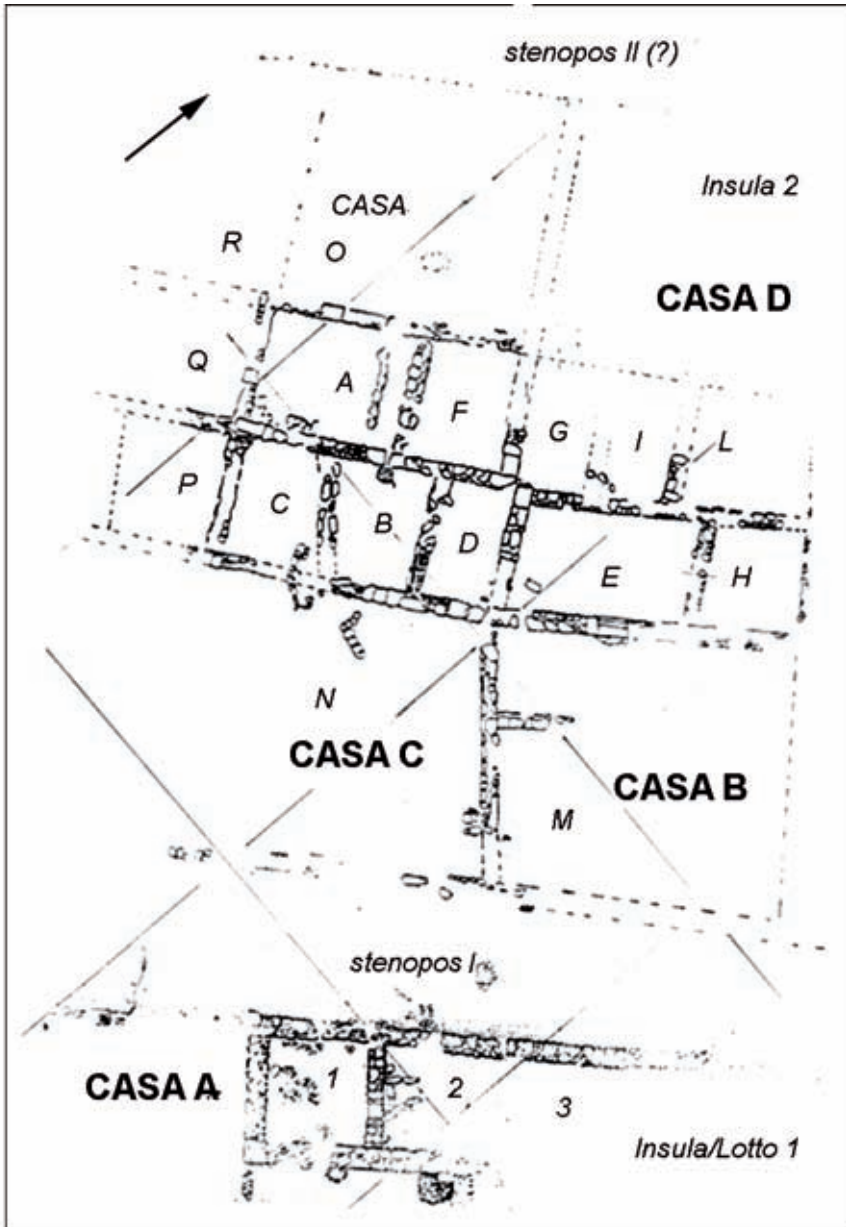 stenopos II (?)
Insula 2
CASA
R
O
CASA D
Q
A
F
G
I
L
P
C
B
D
E
H
N
CASA C
CASA B
M
stenopos I
CASA A
1
2
3
Insula/Lotto 1